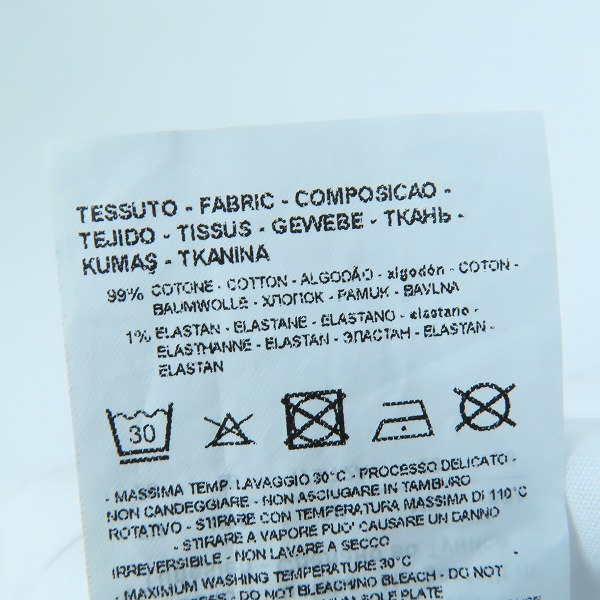 TESSUTO - FABRIC - COMPOSICAO -
TEJIDO - TISSUS - GEWEBE - ТКАНЬ -
KUMAŞ - TKANINA
99% COTONE - COTTON - ALGODÃO - algodón - COTON -
BAUMWOLLE - ХЛОПОК - PAMUK - BAVLNA
1% ELASTAN - ELASTANE - ELASTANO - elastano -
ELASTHANNE - ELASTAN - ЭЛАСТАН - ELASTAN -
ELASTAN
30
- MASSIMA TEMP. LAVAGGIO 30°C - PROCESSO DELICATO -
NON CANDEGGIARE - NON ASCIUGARE IN TAMBURO
ROTATIVO - STIRARE CON TEMPERATURA MASSIMA DI 110°C
- STIRARE A VAPORE PUO' CAUSARE UN DANNO
IRREVERSIBILE - NON LAVARE A SECCO
- MAXIMUM WASHING TEMPERATURE 30°C
- DO NOT BLEACHING BLEACH - DO NOT
SOLE PLATE